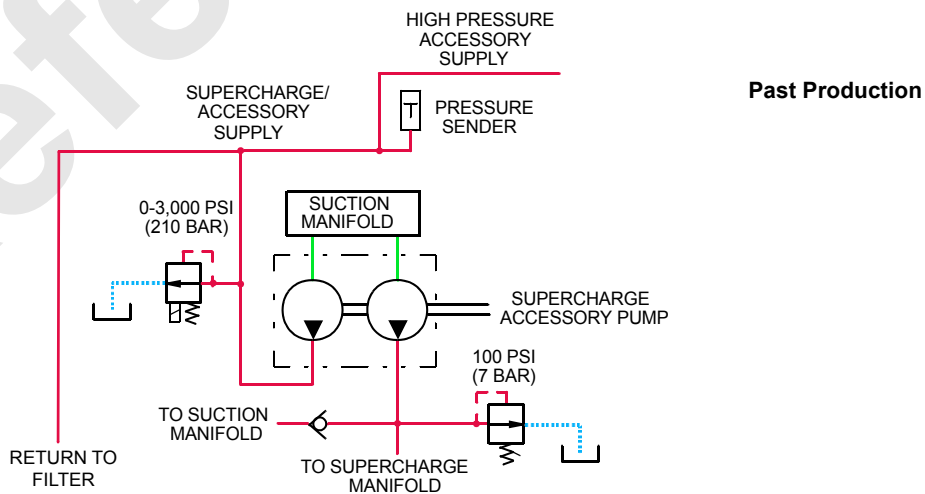 HIGH PRESSURE
ACCESSORY
SUPPLY
Past Production
SUPERCHARGE/
ACCESSORY
SUPPLY
T
PRESSURE
SENDER
0-3,000 PSI
(210 BAR)
SUCTION
MANIFOLD
SUPERCHARGE
ACCESSORY PUMP
100 PSI
(7 BAR)
TO SUCTION
MANIFOLD
RETURN TO
FILTER
TO SUPERCHARGE
MANIFOLD